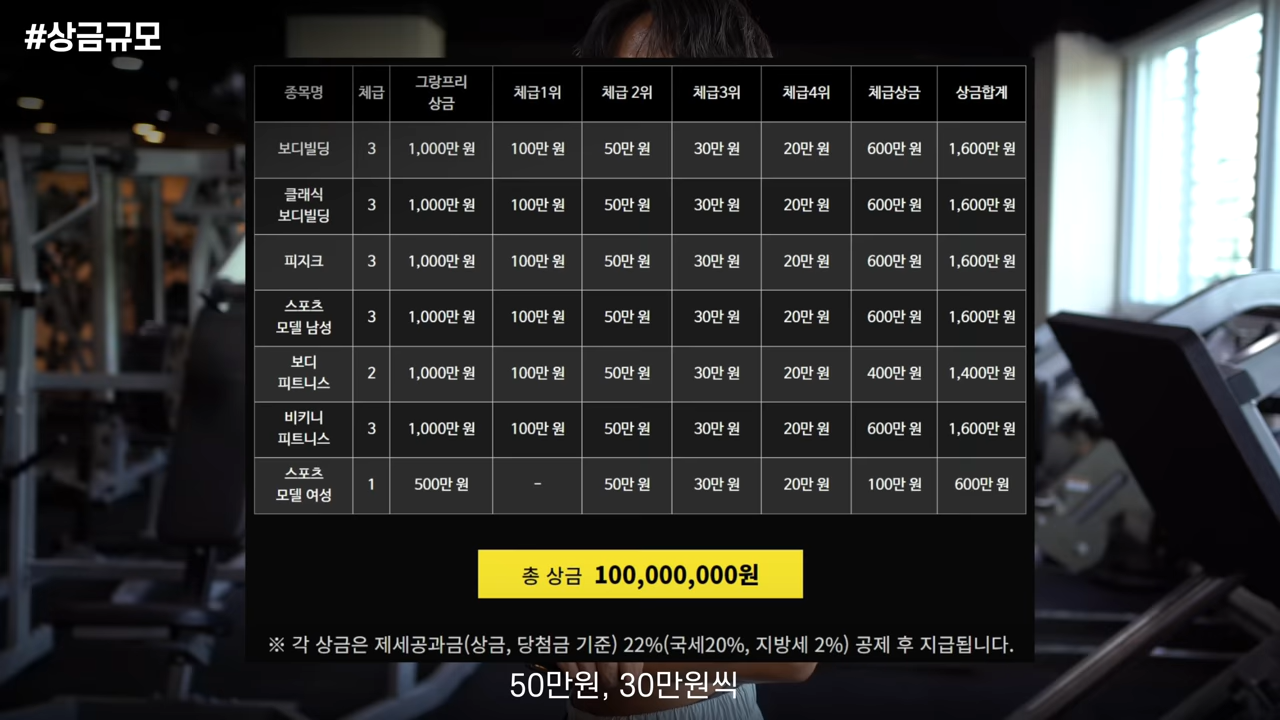 #상금규모
종목명 체급 그랑프리 상금 체급1위 체급 2위 체급3위 체급4위 체급상금 상금합계
보디빌딩 3 1,000만 원 100만 원 50만 원 30만 원 20만 원 600만 원 1,600만 원
클래식 보디빌딩 3 1,000만 원 100만 원 50만 원 30만 원 20만 원 600만 원 1,600만 원
피지크 3 1,000만 원 100만 원 50만 원 30만 원 20만 원 600만 원 1,600만 원
스포츠 모델 남성 3 1,000만 원 100만 원 50만 원 30만 원 20만 원 600만 원 1,600만 원
보디 피트니스 2 1,000만 원 100만 원 50만 원 30만 원 20만 원 400만 원 1,400만 원
비키니 피트니스 3 1,000만 원 100만 원 50만 원 30만 원 20만 원 600만 원 1,600만 원
스포츠 모델 여성 1 500만 원 - 50만 원 30만 원 20만 원 100만 원 600만 원
총 상금 100,000,000원
※ 각 상금은 제세공과금(상금, 당첨금 기준) 22%(국세20%, 지방세 2%) 공제 후 지급됩니다.
50만원, 30만원씩